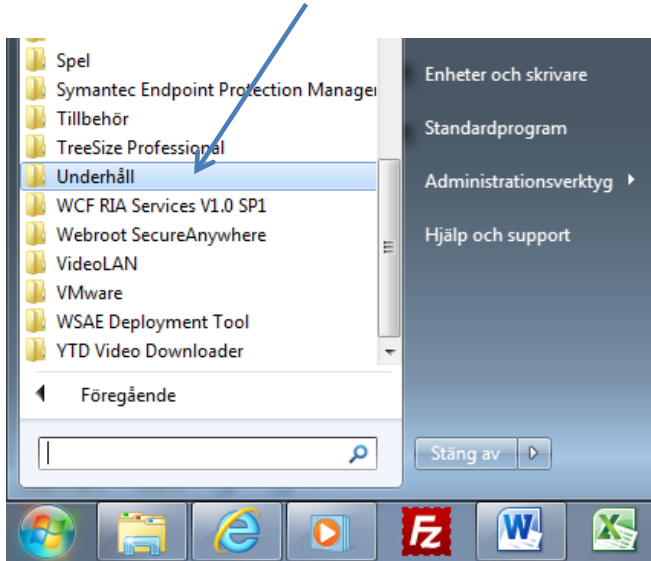 Spel
Symantec Endpoint Protection Manager
Tillbehör
TreeSize Professional
Underhåll
WCF RIA Services V1.0 SP1
Webroot SecureAnywhere
VideoLAN
VMware
WSAE Deployment Tool
YTD Video Downloader
Föregående
Enheter och skrivare
Standardprogram
Administrationsverktyg
Hjälp och support
Stäng av
Fz
W
X